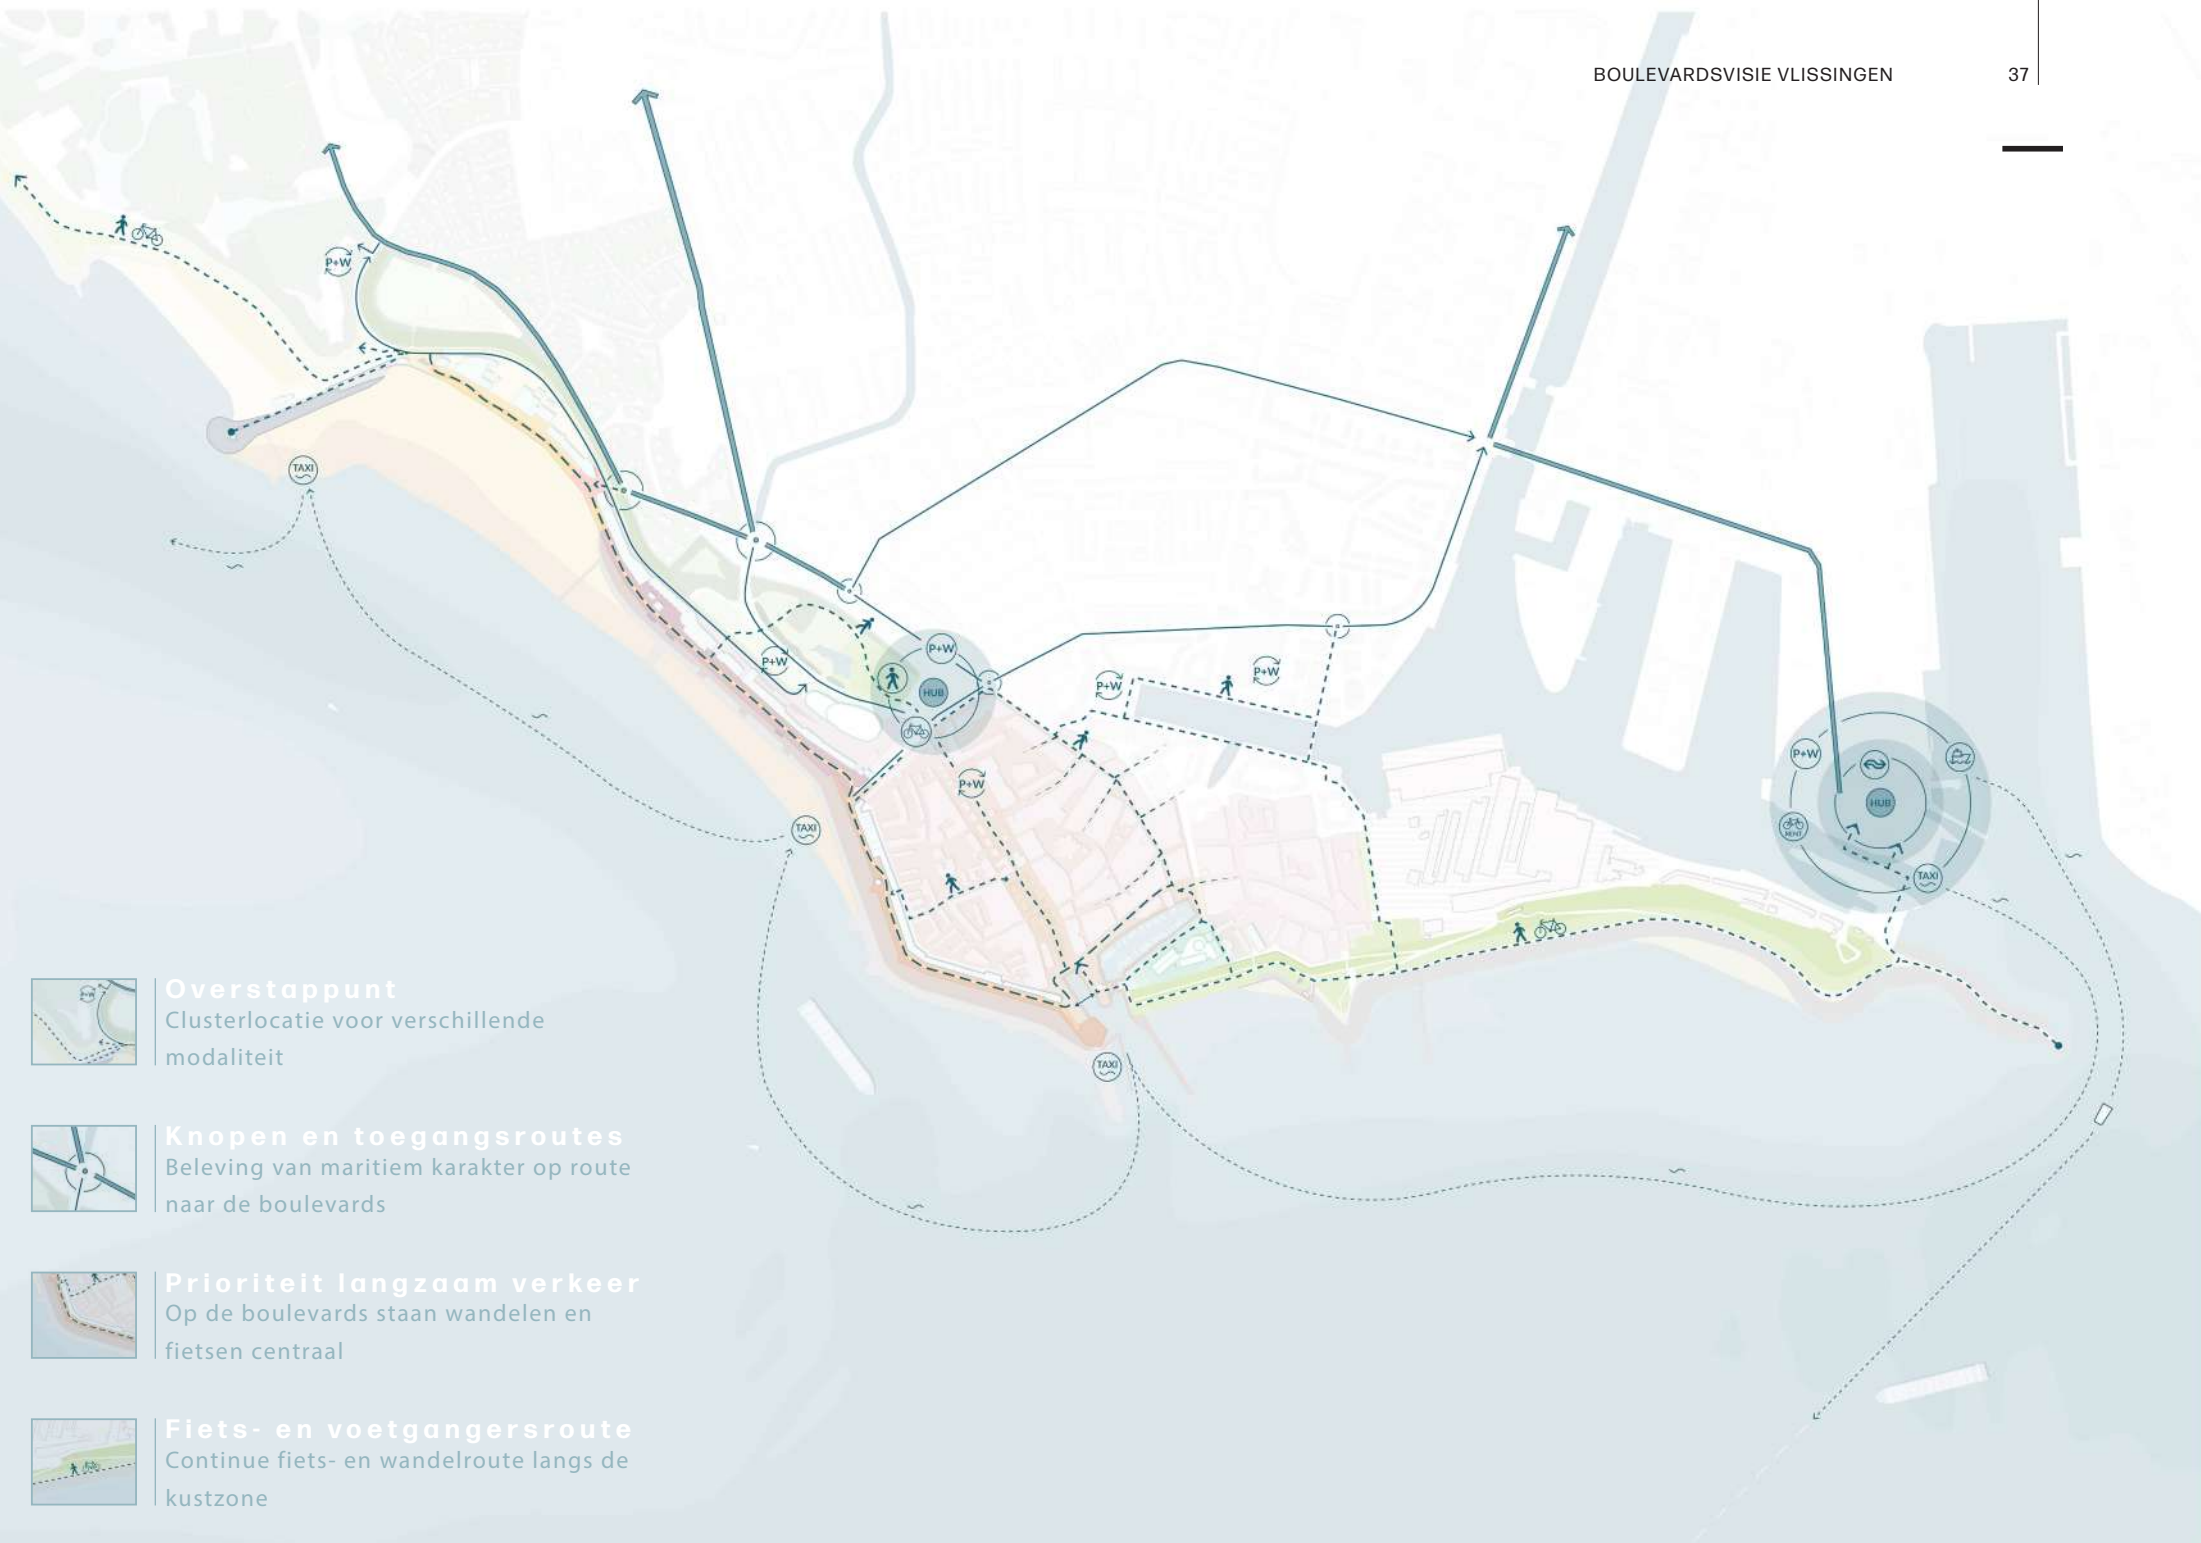 BOULEVARDSVISIE VLISSINGEN 37
P+W
TAXI
P+W
P+W
HUB
P+W
P+W
P+W
P+W
HUB
TAXI
RENT
TAXI
TAXI
Overstappunt
Clusterlocatie voor verschillende
modaliteit
Knopen en toegangsroutes
Beleving van maritiem karakter op route
naar de boulevards
Prioriteit langzaam verkeer
Op de boulevards staan wandelen en
fietsen centraal
Fiets- en voetgangersroute
Continue fiets- en wandelroute langs de
kustzone